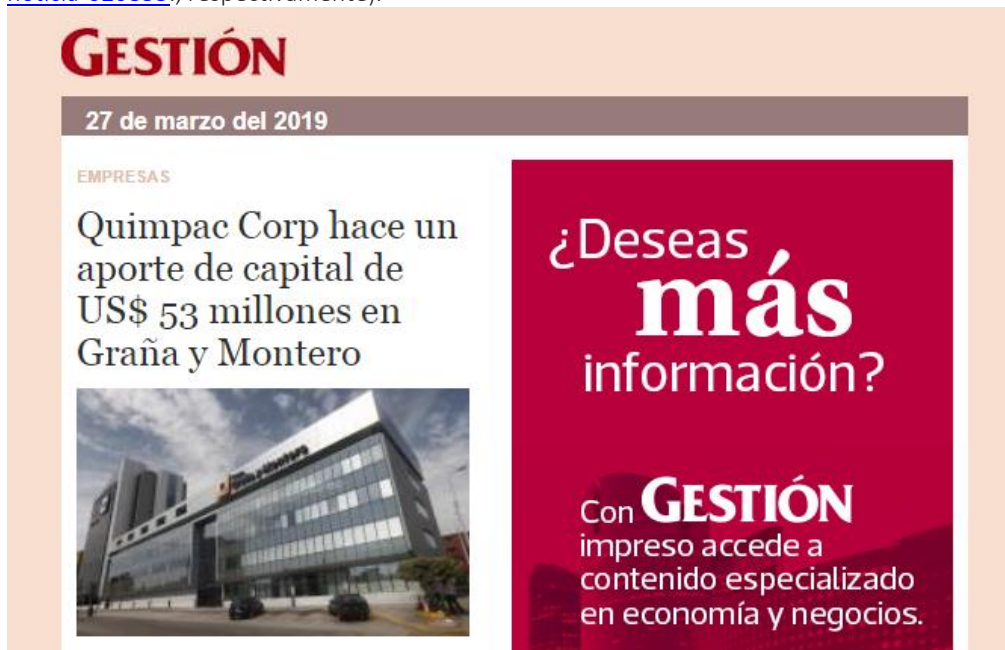 GESTIÓN
27 de marzo del 2019
EMPRESAS
Quimpac Corp hace un
aporte de capital de
US$ 53 millones en
Graña y Montero
¿Deseas
más
información?
Con GESTIÓN
impreso accede a
contenido especializado
en economía y negocios.